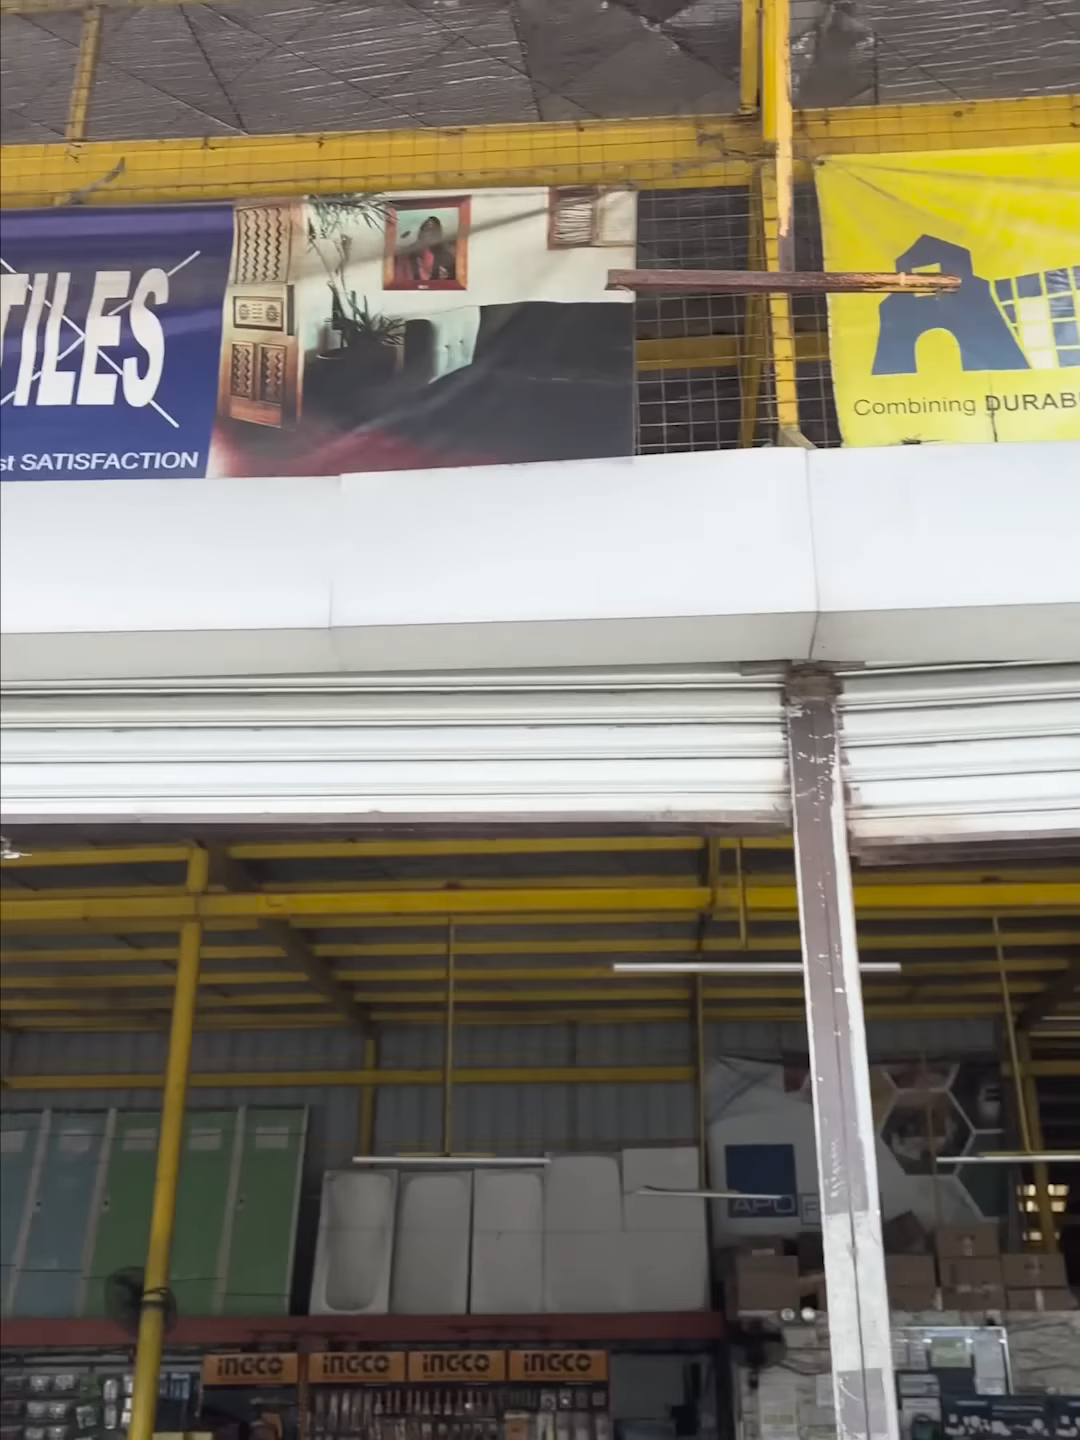 TILES
st SATISFACTION
Combining DURAB
APO
INGCO INGCO INGCO INGCO